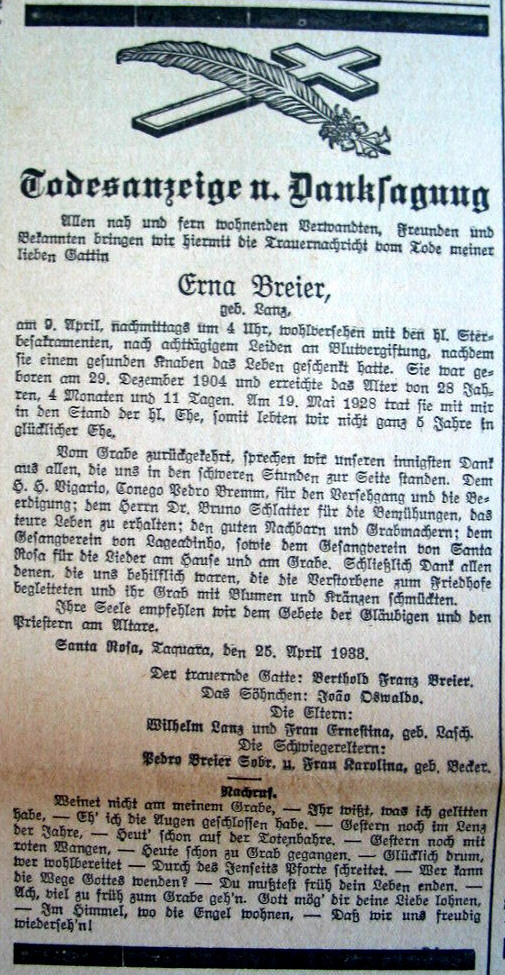 Todesanzeige u. Danksagung
Allen nah und fern wohnenden Verwandten, Freunden und
Bekannten bringen wir hiermit die Trauernachricht vom Tode meiner
lieben Gattin
Erna Breier,
geb. Lanz,
am 9. April, nachmittags um 4 Uhr, wohlversehen mit den hl. Ster-
besakramenten, nach achttägigem Leiden an Blutvergiftung, nachdem
sie einem gesunden Knaben das Leben geschenkt hatte. Sie war ge-
boren am 29. Dezember 1904 und erreichte das Alter von 28 Jah-
ren, 4 Monaten und 11 Tagen. Am 19. Mai 1928 trat sie mit mir
in den Stand der hl. Ehe, somit lebten wir nicht ganz 5 Jahre in
glücklicher Ehe.
Vom Grabe zurückgekehrt, sprechen wir unseren innigsten Dank
aus allen, die uns in den schweren Stunden zur Seite standen. Dem
H. H. Vigario, Conego Pedro Bremm, für den Versehgang und die Be-
erdigung; dem Herrn Dr. Bruno Schlatter für die Bemühungen, das
teure Leben zu erhalten; den guten Nachbarn und Grabmachern; dem
Gesangverein von Lageadinho, sowie dem Gesangverein von Santa
Rosa für die Lieder am Hause und am Grabe. Schließlich Dank allen
denen, die uns behilflich waren, die die Verstorbene zum Friedhofe
begleiteten und ihr Grab mit Blumen und Kränzen schmückten.
Ihre Seele empfehlen wir dem Gebete der Gläubigen und den
Priestern am Altare.
Santa Rosa, Taquara, den 25. April 1933.
Der trauernde Gatte: Berthold Franz Breier.
Das Söhnchen: João Oswaldo.
Die Eltern:
Wilhelm Lanz und Frau Ernestina, geb. Lasch.
Die Schwiegereltern:
Pedro Breier Sobr. u. Frau Karolina, geb. Becker.
Nachruf.
Weinet nicht am meinem Grabe, — Ihr wißt, was ich gelitten
habe, — Eh' ich die Augen geschlossen habe. — Gestern noch im Lenz
der Jahre, — Heut' schon auf der Totenbahre. — Gestern noch mit
roten Wangen, — Heute schon zu Grab gegangen. — Glücklich drum,
wer wohlbereitet — Durch des Jenseits Pforte schreitet. — Wer kann
die Wege Gottes wenden? — Du mußtest früh dein Leben enden. —
Ach, viel zu früh zum Grabe geh'n. Gott mög' dir deine Liebe lohnen,
— Im Himmel, wo die Engel wohnen, — Daß wir uns freudig
wiederseh'n!